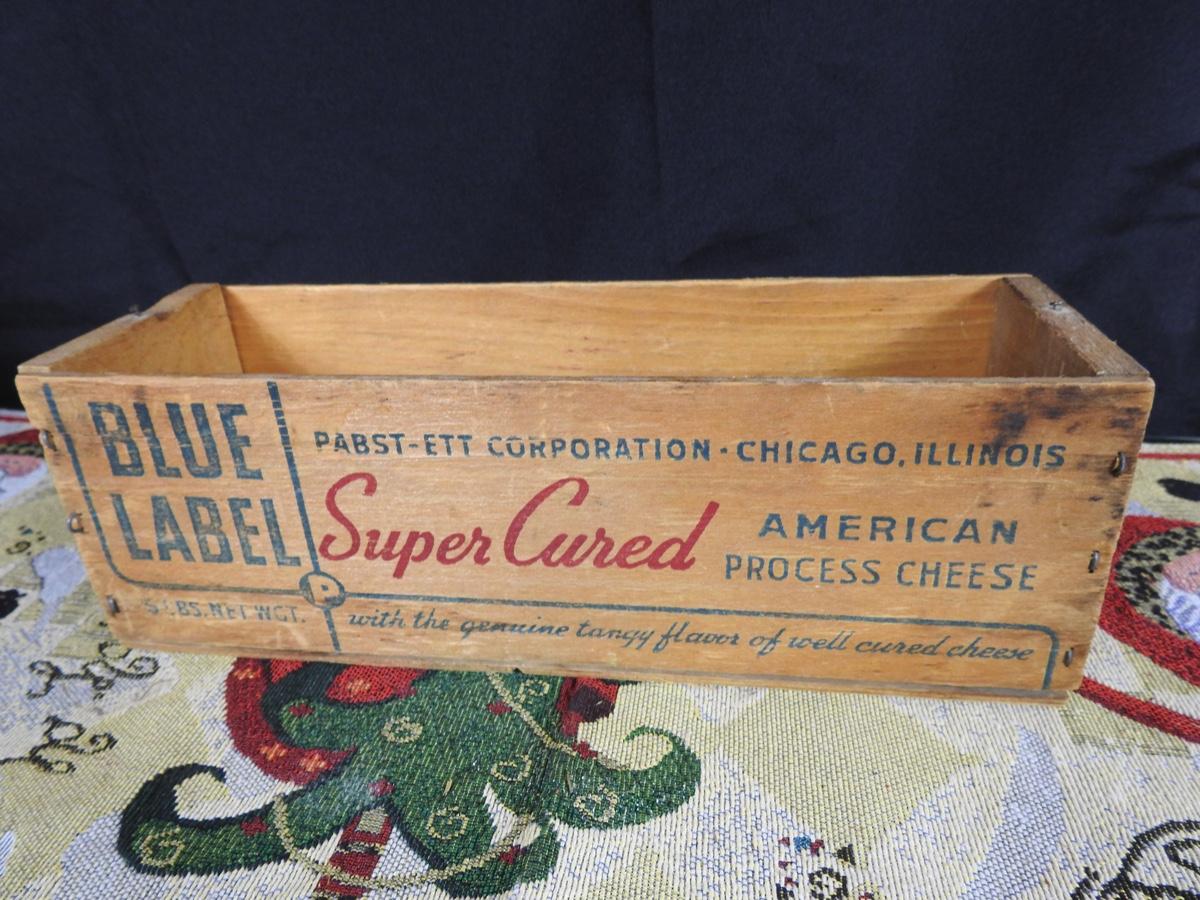 BLUE
LABEL
5 LBS. NET WGT.
PABST-ETT CORPORATION · CHICAGO, ILLINOIS
Super Cured
AMERICAN
PROCESS CHEESE
P
with the genuine tangy flavor of well cured cheese